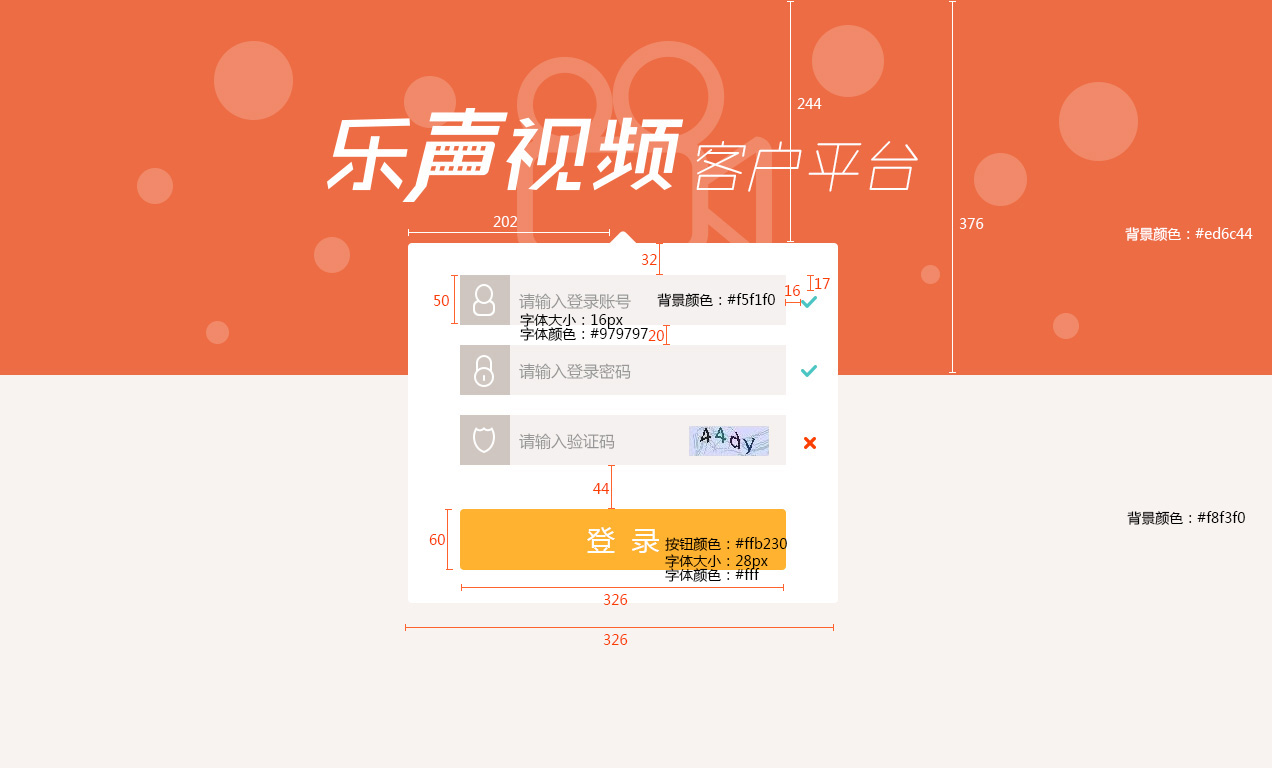 244
乐声视频 客户平台
202
376
背景颜色：#ed6c44
32
50
请输入登录账号
背景颜色：#f5f1f0
16
17
字体大小：16px
字体颜色：#979797
20
请输入登录密码
请输入验证码
44dy
44
背景颜色：#f8f3f0
60
登 录
按钮颜色：#ffb230
字体大小：28px
字体颜色：#fff
326
326